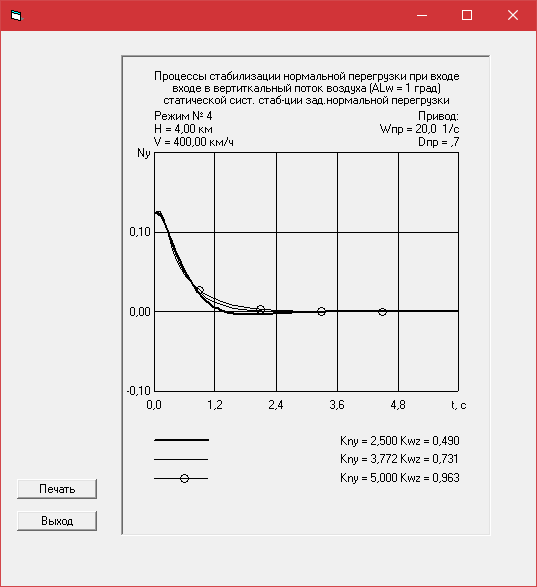 Процессы стабилизации нормальной перегрузки при входе
входе в вертиткальный поток воздуха (ALw = 1 град)
статической сист. стаб-ции зад.нормальной перегрузки
Режим № 4
Привод:
H = 4,00 км
Wпр = 20,0 1/с
V = 400,00 км/ч
Dпр = ,7
Ny
0,10
0,00
-0,10
0,0 1,2 2,4 3,6 4,8 t, с
Kny = 2,500 Kwz = 0,490
Kny = 3,772 Kwz = 0,731
Kny = 5,000 Kwz = 0,963
Печать
Выход